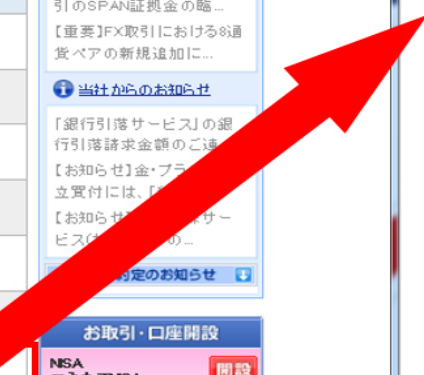 引のSPAN証拠金の臨...
【重要】FX取引における8通
貨ペアの新規追加に...
当社からのお知らせ
「銀行引落サービス」の銀
行引落請求金額のご連
【お知らせ】金・プラ
立買付には、「
【お知らせ サー
ビス の...
定のお知らせ
お取引・口座開設
NISA
開設